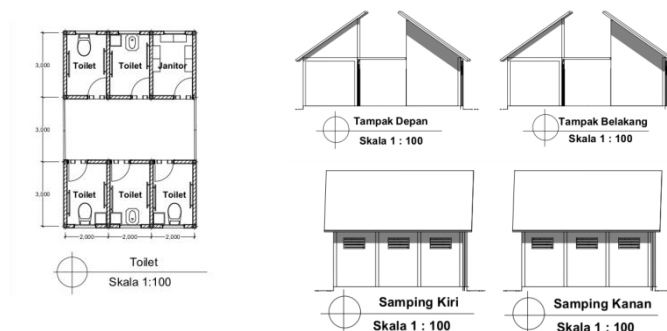 3,000
3,000
3,000
Toilet
Toilet
Janitor
Toilet
Toilet
Toilet
2,000
2,000
2,000
Toilet
Skala 1:100
Tampak Depan
Skala 1 : 100
Tampak Belakang
Skala 1 : 100
Samping Kiri
Skala 1 : 100
Samping Kanan
Skala 1 : 100